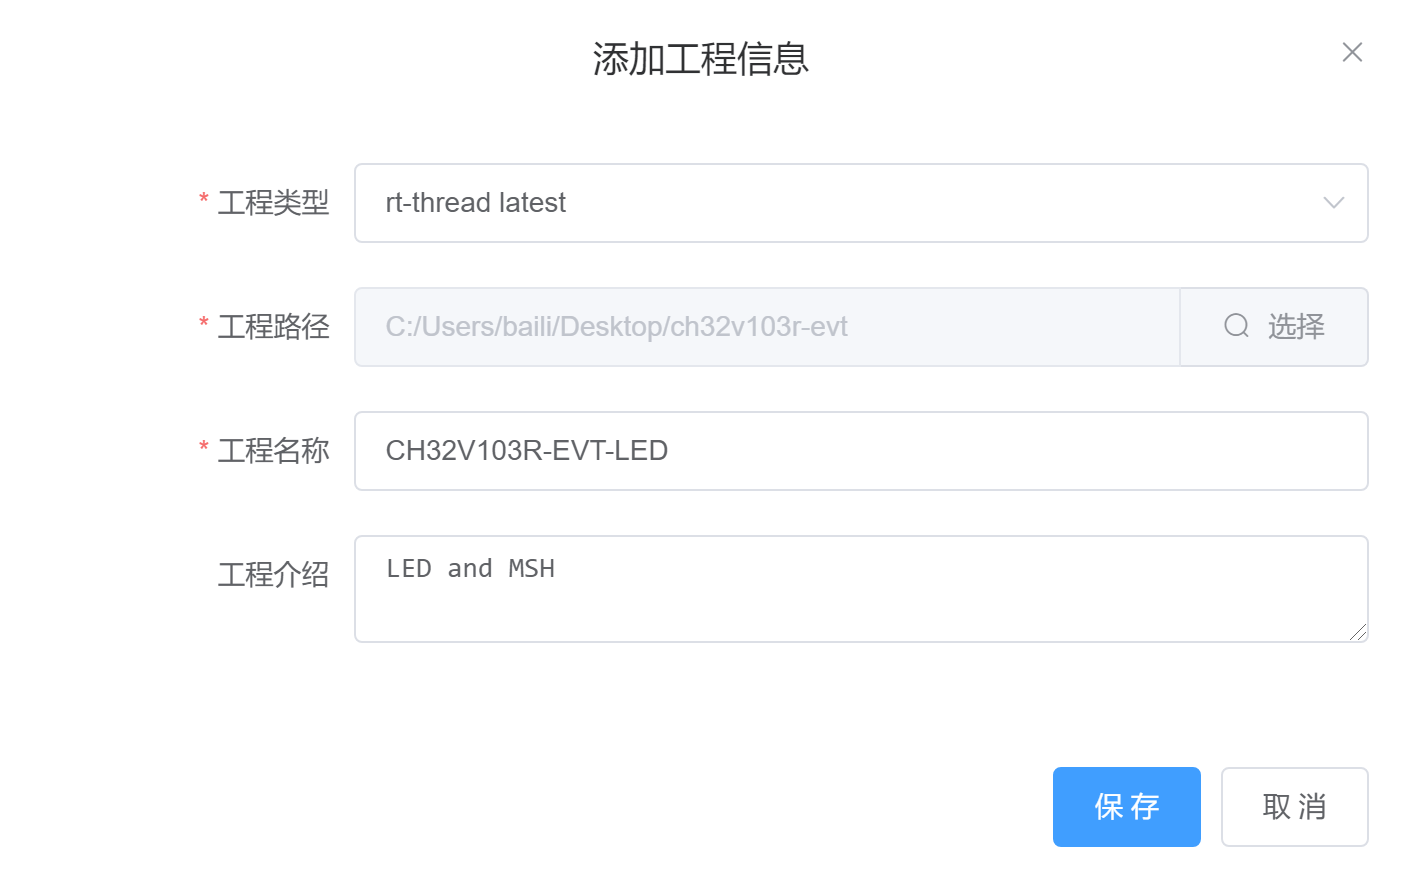 添加工程信息
* 工程类型 rt-thread latest
* 工程路径 C:/Users/baili/Desktop/ch32v103r-evt 选择
* 工程名称 CH32V103R-EVT-LED
工程介绍 LED and MSH
保存 取消